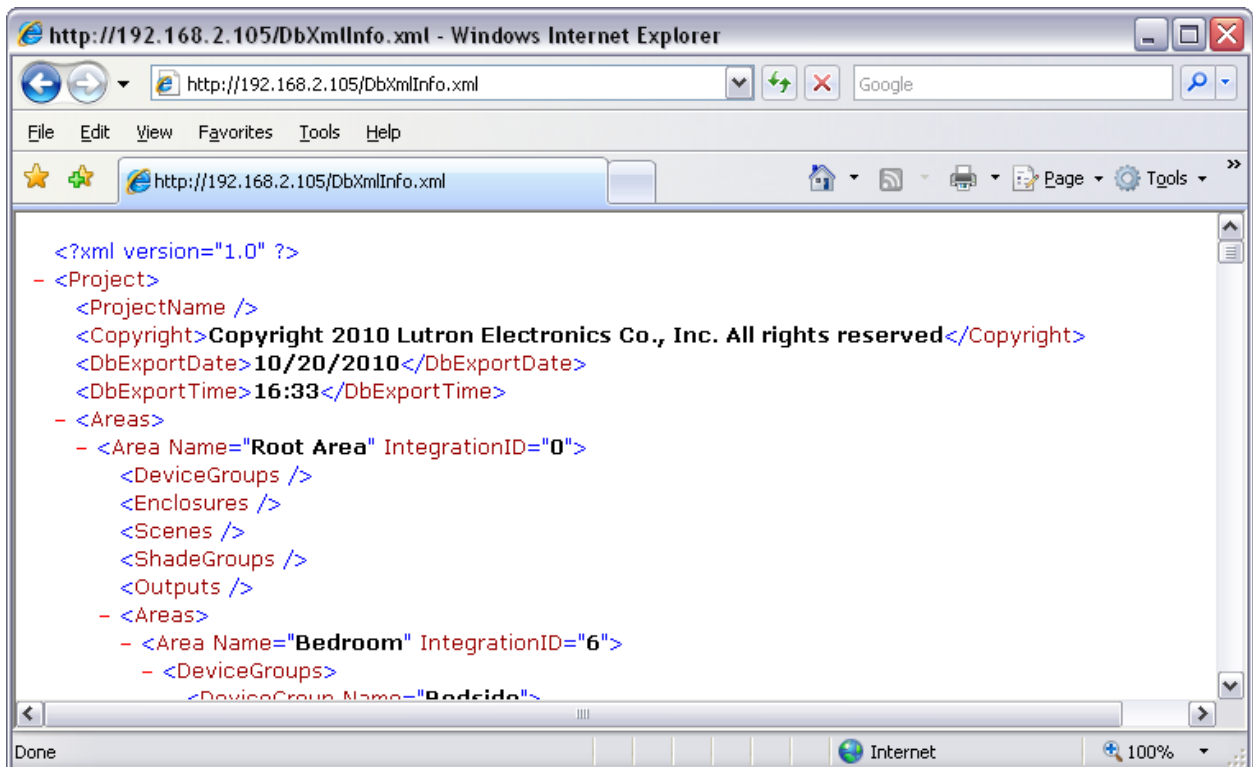 http://192.168.2.105/DbXmlInfo.xml - Windows Internet Explorer
http://192.168.2.105/DbXmlInfo.xml Google
File Edit View Favorites Tools Help
http://192.168.2.105/DbXmlInfo.xml Page Tools »
<?xml version="1.0" ?>
- <Project>
<ProjectName />
<Copyright>Copyright 2010 Lutron Electronics Co., Inc. All rights reserved</Copyright>
<DbExportDate>10/20/2010</DbExportDate>
<DbExportTime>16:33</DbExportTime>
- <Areas>
- <Area Name="Root Area" IntegrationID="0">
<DeviceGroups />
<Enclosures />
<Scenes />
<ShadeGroups />
<Outputs />
- <Areas>
- <Area Name="Bedroom" IntegrationID="6">
- <DeviceGroups>
<DeviceGroup Name="Bedside">
Done Internet 100%